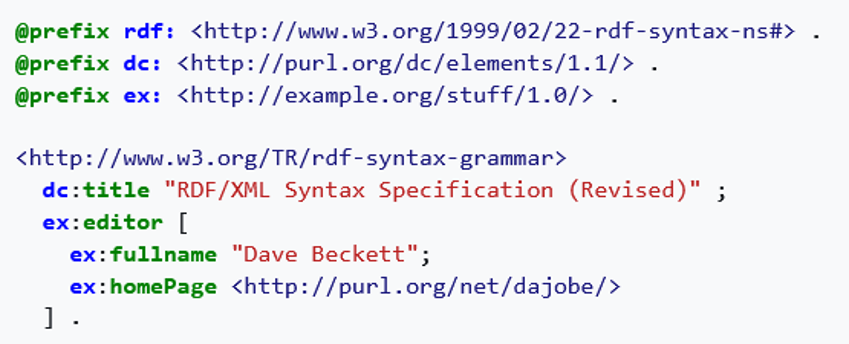 @prefix rdf: <http://www.w3.org/1999/02/22-rdf-syntax-ns#> .
@prefix dc: <http://purl.org/dc/elements/1.1/> .
@prefix ex: <http://example.org/stuff/1.0/> .

<http://www.w3.org/TR/rdf-syntax-grammar>
  dc:title "RDF/XML Syntax Specification (Revised)" ;
  ex:editor [
    ex:fullname "Dave Beckett";
    ex:homePage <http://purl.org/net/dajobe/>
  ] .